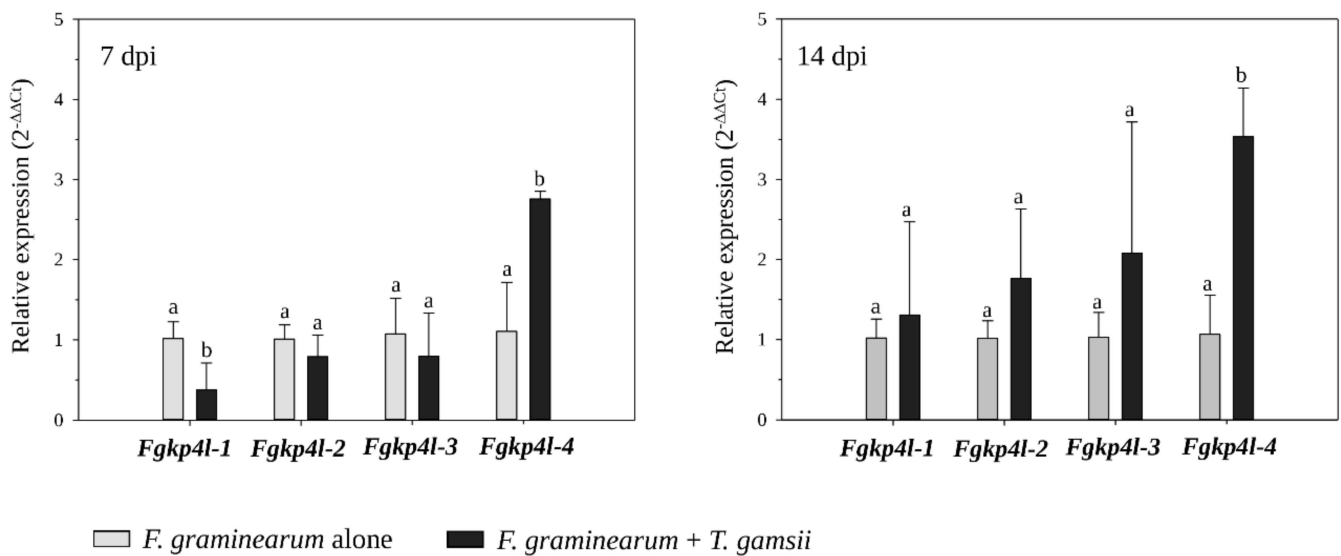 7 dpi
Relative expression (2-ΔΔCt)
5
4
3
2
1
0
a
b
a
a
a
a
a
b
Fgkp4l-1 Fgkp4l-2 Fgkp4l-3 Fgkp4l-4
14 dpi
Relative expression (2-ΔΔCt)
5
4
3
2
1
0
a
a
a
a
a
a
a
b
Fgkp4l-1 Fgkp4l-2 Fgkp4l-3 Fgkp4l-4
F. graminearum alone
F. graminearum + T. gamsii